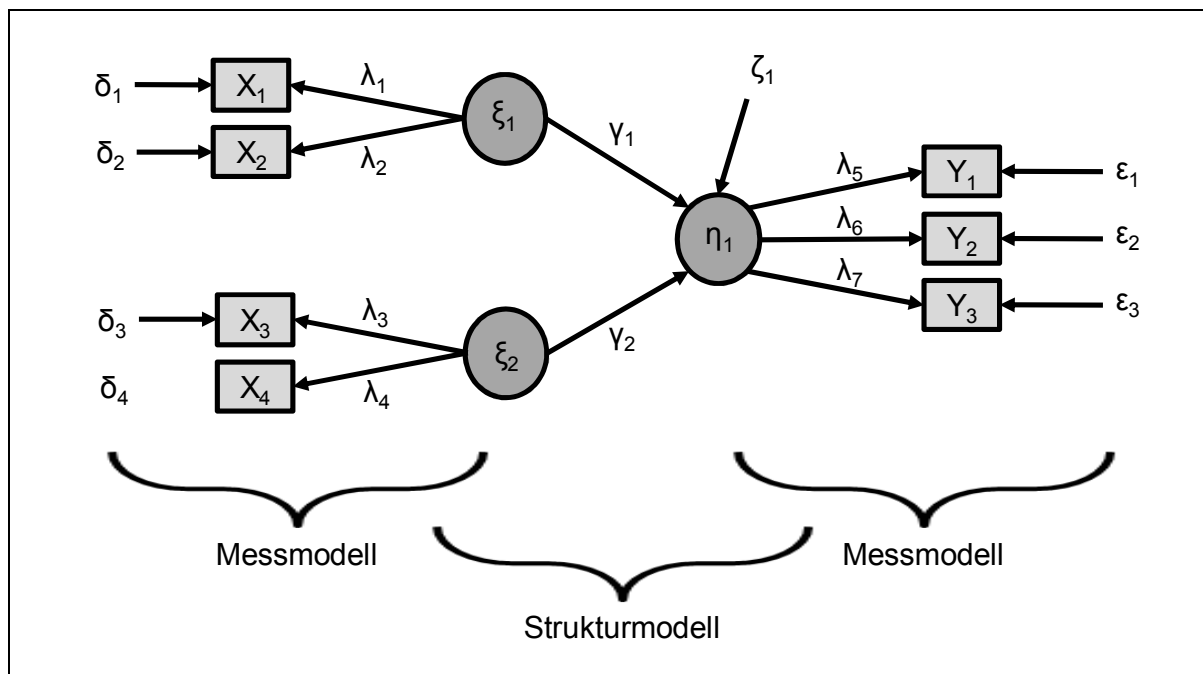 ζ₁
δ₁ X₁ λ₁ ξ₁
γ₁
δ₂ X₂ λ₂
λ₅ Y₁ ε₁
η₁ λ₆ Y₂ ε₂
λ₇ Y₃ ε₃
δ₃ X₃ λ₃
ξ₂ γ₂
δ₄ X₄ λ₄
Messmodell Messmodell
Strukturmodell